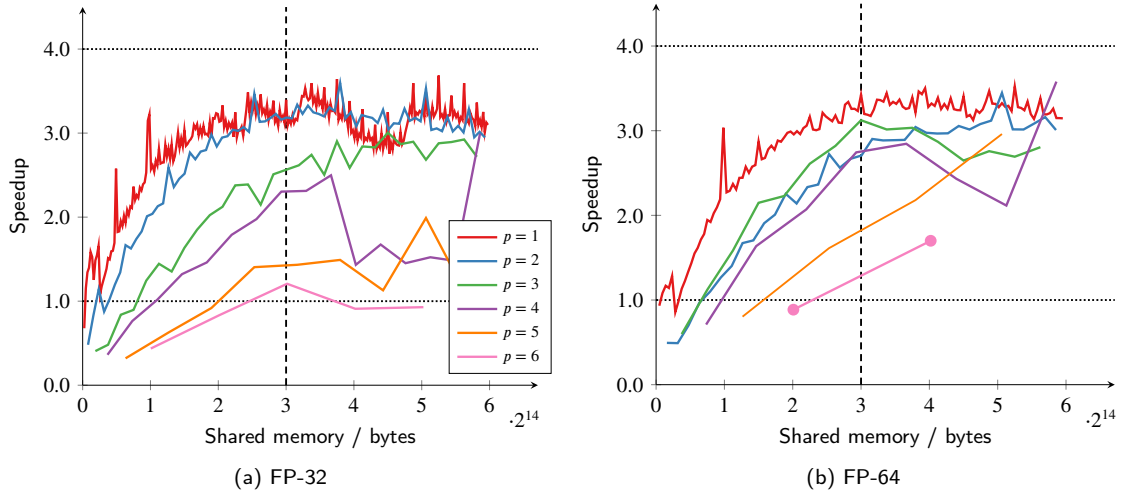 4.0
3.0
2.0
1.0
0.0
Speedup
0 1 2 3 4 5 6
·2^14
Shared memory / bytes
p = 1
p = 2
p = 3
p = 4
p = 5
p = 6
(a) FP-32
4.0
3.0
2.0
1.0
0.0
Speedup
0 1 2 3 4 5 6
·2^14
Shared memory / bytes
(b) FP-64